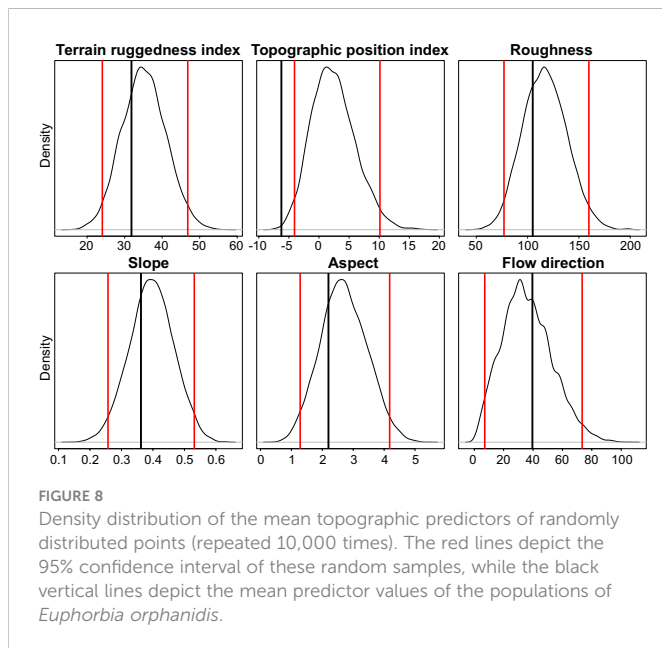 Terrain ruggedness index Topographic position index Roughness
Density
20 30 40 50 60 -10 -5 0 5 10 15 20 50 100 150 200
Slope Aspect Flow direction
Density
0.1 0.2 0.3 0.4 0.5 0.6 0 1 2 3 4 5 0 20 40 60 80 100
FIGURE 8
Density distribution of the mean topographic predictors of randomly
distributed points (repeated 10,000 times). The red lines depict the
95% confidence interval of these random samples, while the black
vertical lines depict the mean predictor values of the populations of
Euphorbia orphanidis.